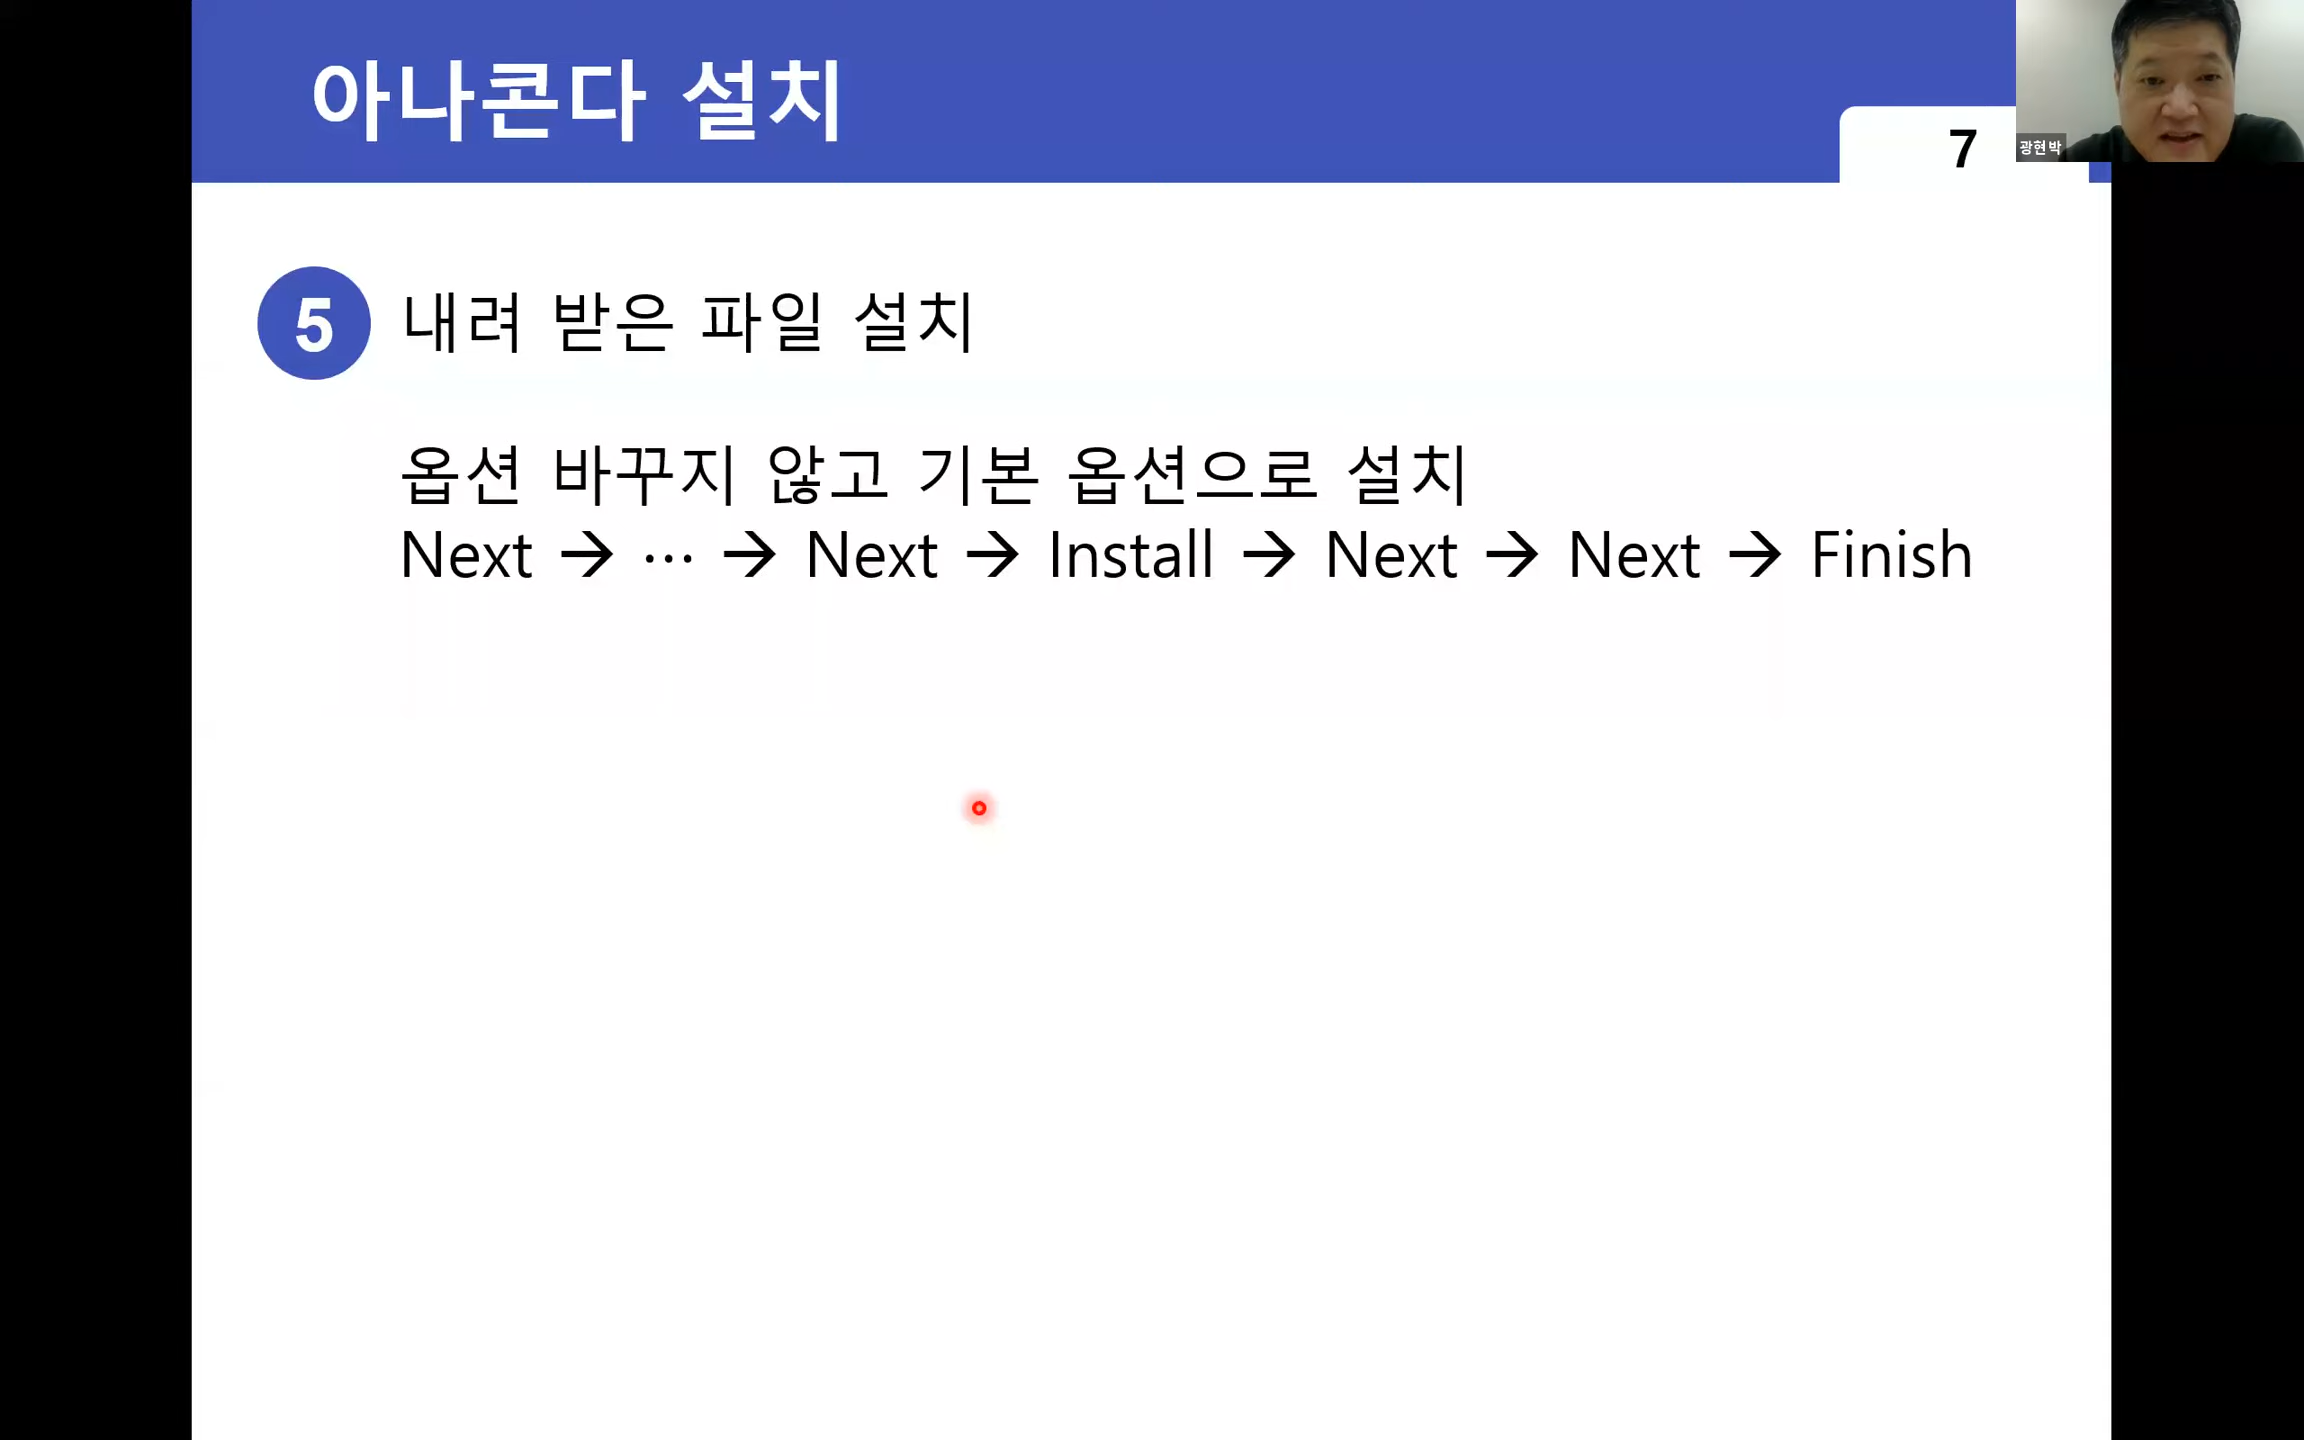 아나콘다 설치
7
광현박
5 내려 받은 파일 설치
옵션 바꾸지 않고 기본 옵션으로 설치
Next → ... → Next → Install → Next → Next → Finish